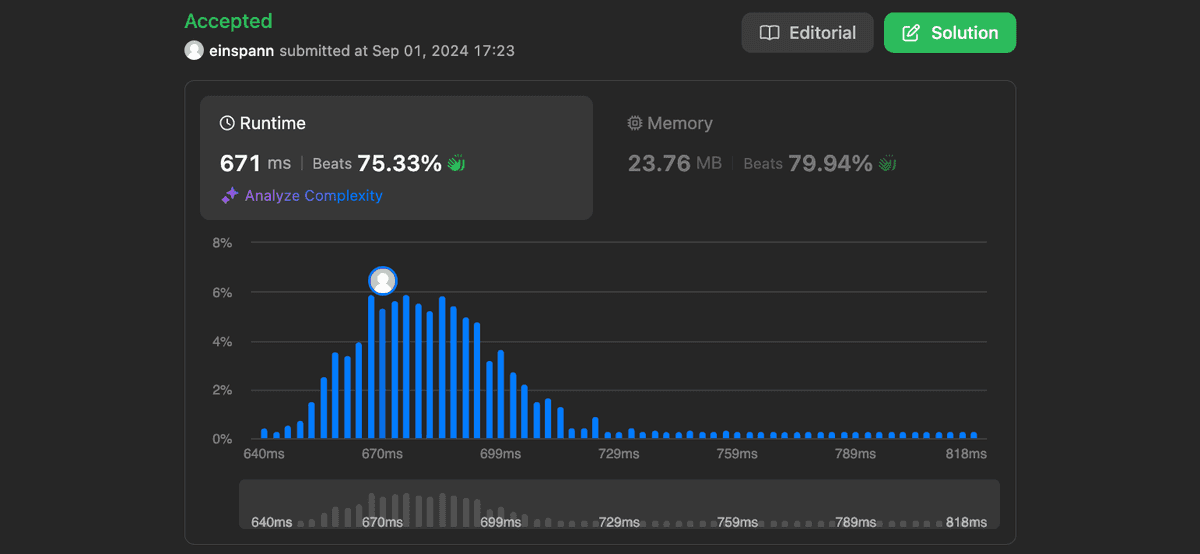 Accepted
einspann submitted at Sep 01, 2024 17:23
Editorial
Solution
Runtime
671 ms | Beats 75.33%
Analyze Complexity
Memory
23.76 MB | Beats 79.94%
8%
6%
4%
2%
0%
640ms 670ms 699ms 729ms 759ms 789ms 818ms
640ms 670ms 699ms 729ms 759ms 789ms 818ms